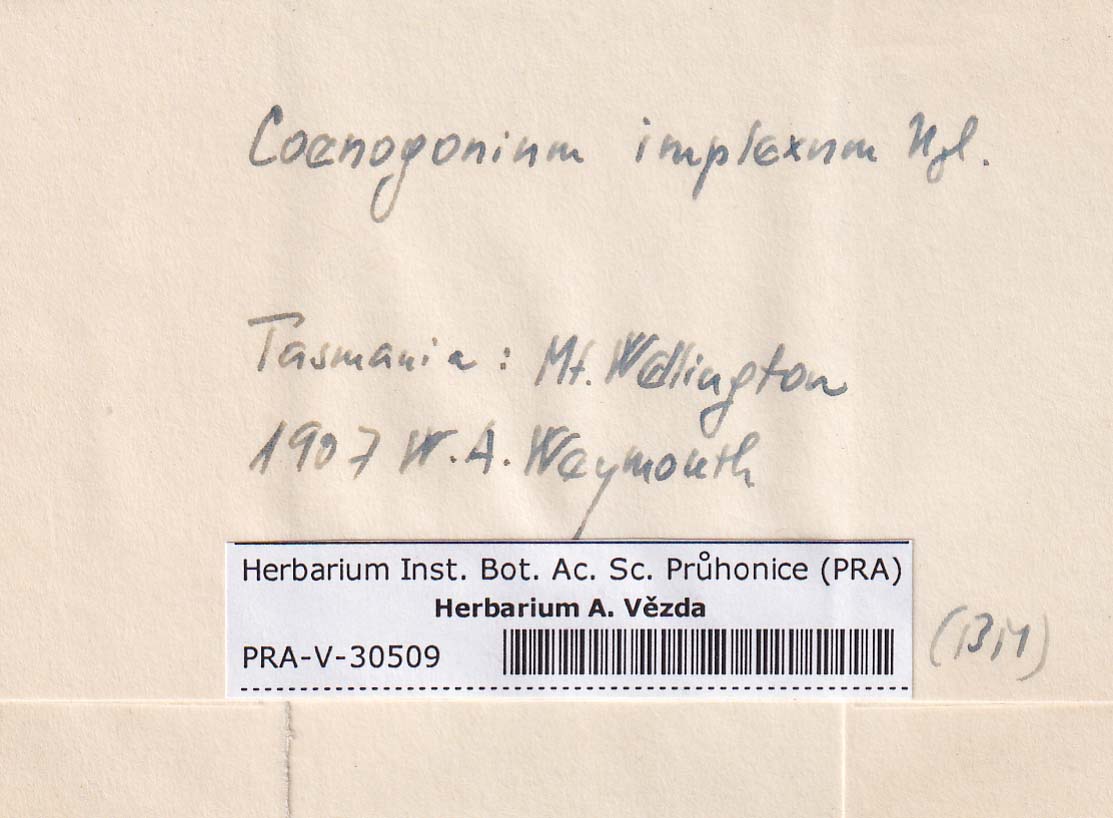 Coenogonium implexum Nyl.
Tasmania: Mt. Wellington
1907 W. A. Weymouth
Herbarium Inst. Bot. Ac. Sc. Průhonice (PRA)
Herbarium A. Vězda
PRA-V-30509
(BM)